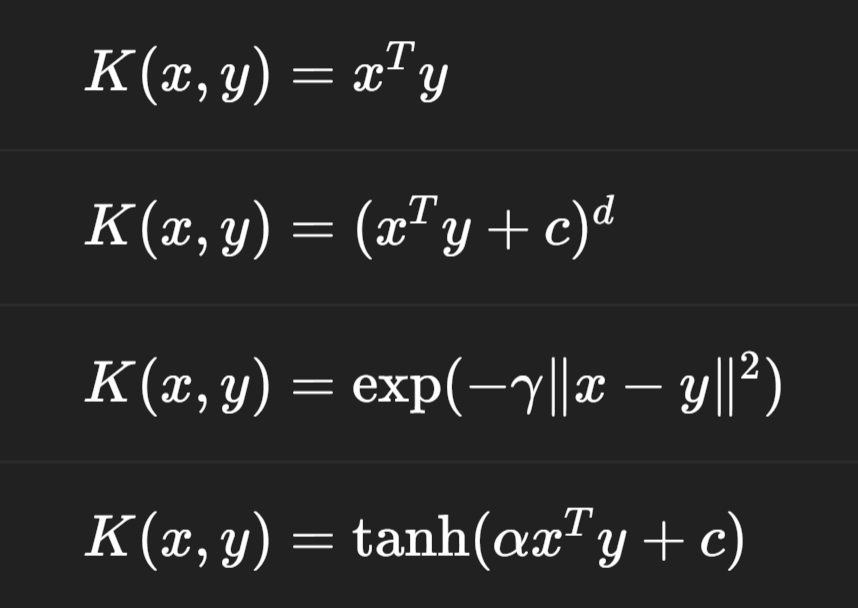 K(x, y) = x^T y
K(x, y) = (x^T y + c)^d
K(x, y) = exp(−γ‖x − y‖²)
K(x, y) = tanh(αx^T y + c)